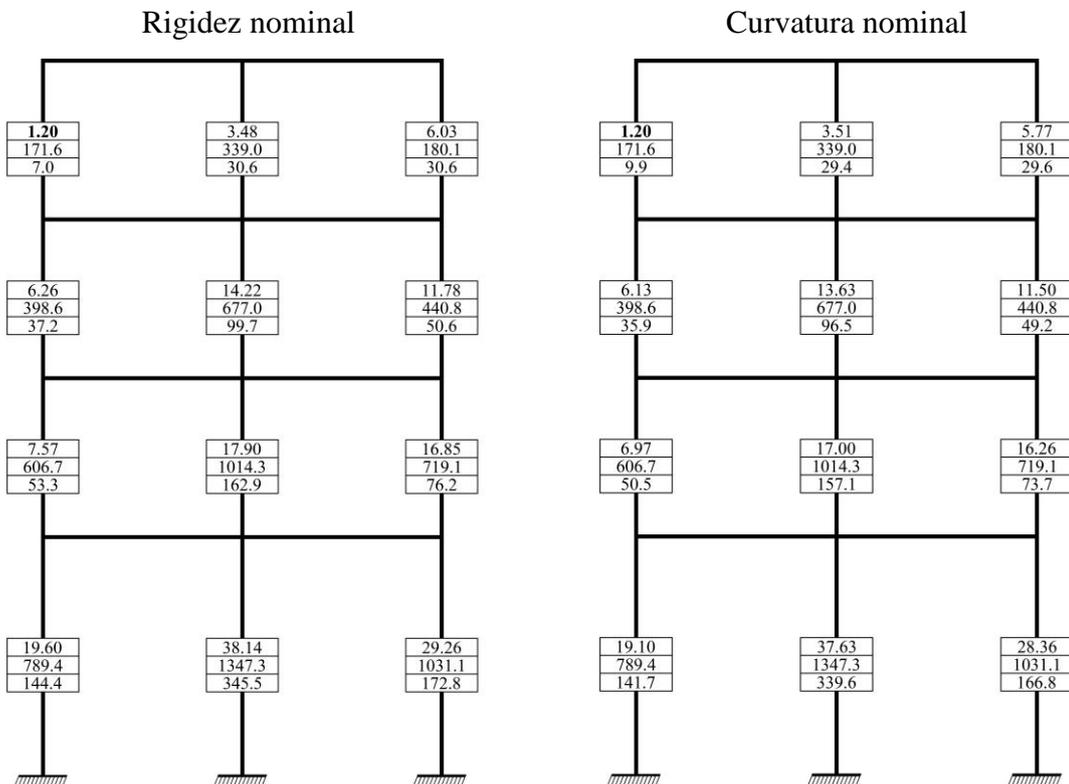 Rigidez nominal
1.20 3.48 6.03
171.6 339.0 180.1
7.0 30.6 30.6
6.26 14.22 11.78
398.6 677.0 440.8
37.2 99.7 50.6
7.57 17.90 16.85
606.7 1014.3 719.1
53.3 162.9 76.2
19.60 38.14 29.26
789.4 1347.3 1031.1
144.4 345.5 172.8
Curvatura nominal
1.20 3.51 5.77
171.6 339.0 180.1
9.9 29.4 29.6
6.13 13.63 11.50
398.6 677.0 440.8
35.9 96.5 49.2
6.97 17.00 16.26
606.7 1014.3 719.1
50.5 157.1 73.7
19.10 37.63 28.36
789.4 1347.3 1031.1
141.7 339.6 166.8